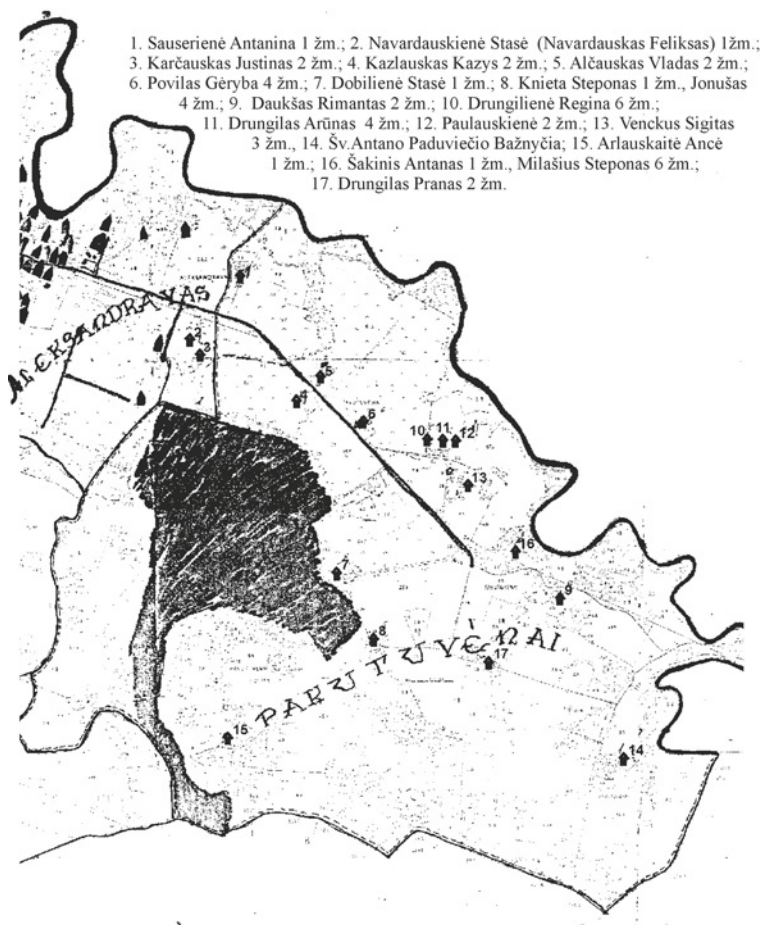 1. Sauserienė Antanina 1 žm.; 2. Navardauskienė Stasė (Navardauskas Feliksas) 1žm.;
3. Karčauskas Justinas 2 žm.; 4. Kazlauskas Kazys 2 žm.; 5. Alčauskas Vladas 2 žm.;
6. Povilas Gėryba 4 žm.; 7. Dobilienė Stasė 1 žm.; 8. Knieta Steponas 1 žm., Jonušas
4 žm.; 9. Daukšas Rimantas 2 žm.; 10. Drungilienė Regina 6 žm.;
11. Drungilas Arūnas 4 žm.; 12. Paulauskienė 2 žm.; 13. Venckus Sigitas
3 žm., 14. Šv.Antano Paduviečio Bažnyčia; 15. Arlauskaitė Ancė
1 žm.; 16. Šakinis Antanas 1 žm., Milašius Steponas 6 žm.;
17. Drungilas Pranas 2 žm.
1
ALEKSANDRAVAS
2
3
5
4
6
10
11
12
13
16
7
9
8
PAKUTUVĖNAI
17
15
14